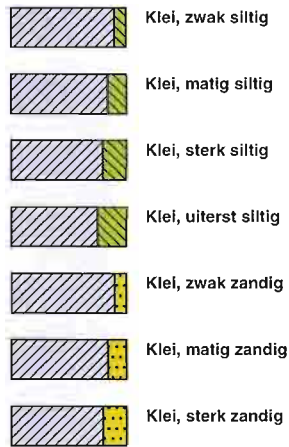 Klei, zwak siltig
Klei, matig siltig
Klei, sterk siltig
Klei, uiterst siltig
Klei, zwak zandig
Klei, matig zandig
Klei, sterk zandig